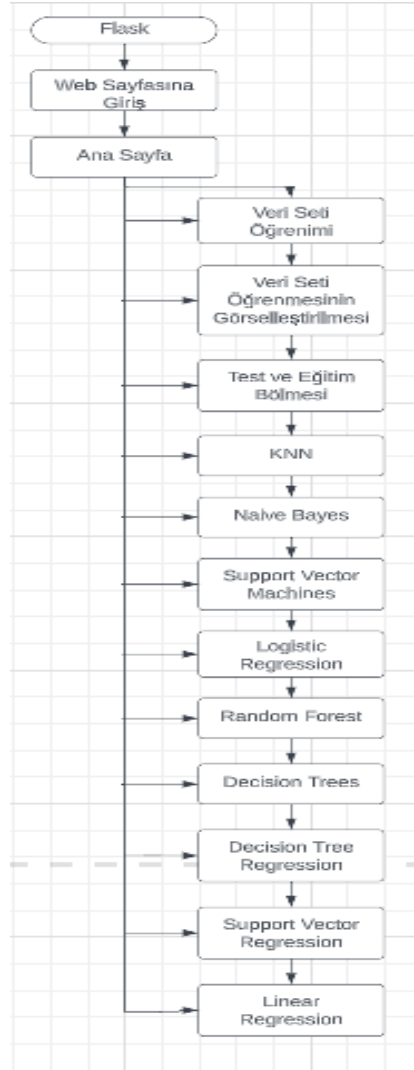 Flask
Web Sayfasına
Giriş
Ana Sayfa
Veri Seti
Öğrenimi
Veri Seti
Öğrenmesinin
Görselleştirilmesi
Test ve Eğitim
Bölmesi
KNN
Naive Bayes
Support Vector
Machines
Logistic
Regression
Random Forest
Decision Trees
Decision Tree
Regression
Support Vector
Regression
Linear
Regression